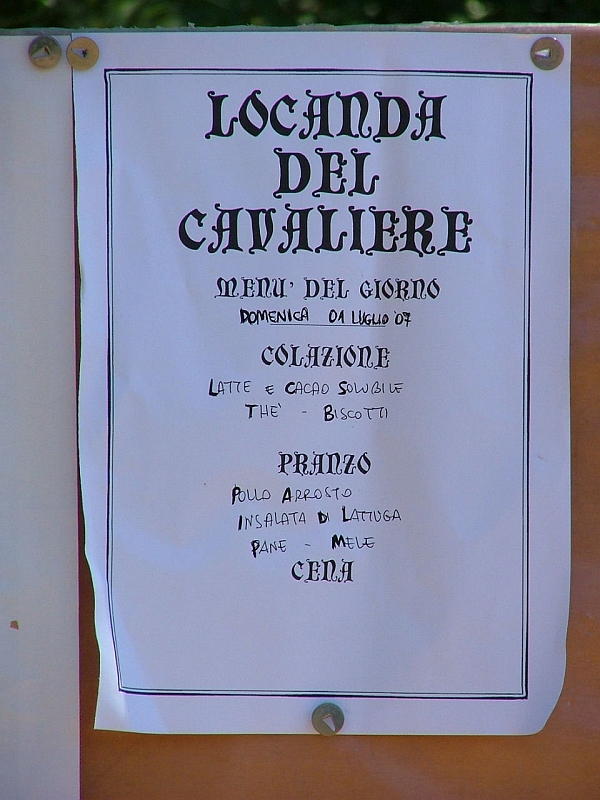 LOCANDA
DEL
CAVALIERE
MENU' DEL GIORNO
DOMENICA 01 LUGLIO '07
COLAZIONE
LATTE E CACAO SOLUBILE
THE' - BISCOTTI
PRANZO
POLLO ARROSTO
INSALATA DI LATTUGA
PANE - MELE
CENA